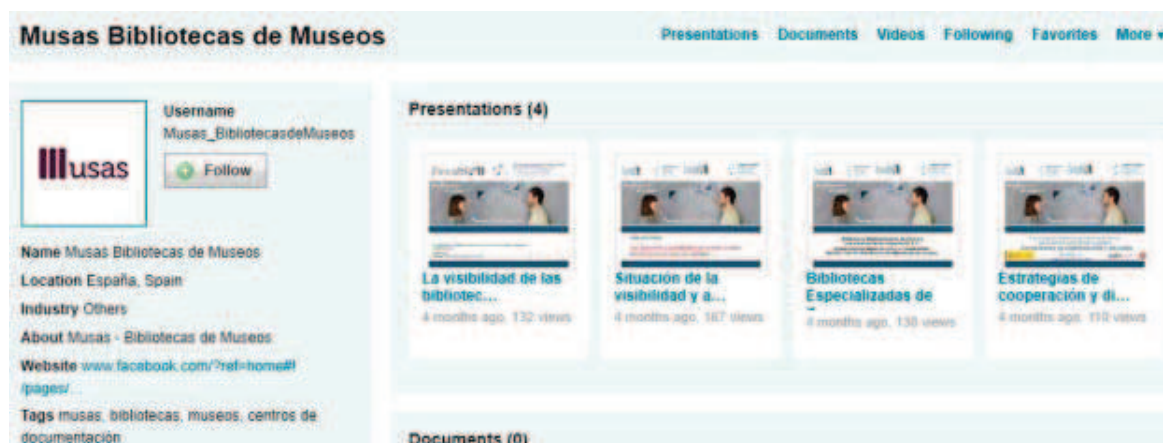 Musas Bibliotecas de Museos
Presentations Documents Videos Following Favorites More
Username
Musas_BibliotecasdeMuseos
Follow
Musas
Name Musas Bibliotecas de Museos
Location España, Spain
Industry Others
About Musas - Bibliotecas de Museos
Website www.facebook.com/?ref=home#!
/pages/...
Tags musas, bibliotecas, museos, centros de
documentación
Presentations (4)
La visibilidad de las
bibliotec...
4 months ago, 132 views
Situación de la
visibilidad y a...
4 months ago, 167 views
Bibliotecas
Especializadas de
4 months ago, 138 views
Estrategias de
cooperación y di...
4 months ago, 110 views
Documents (0)